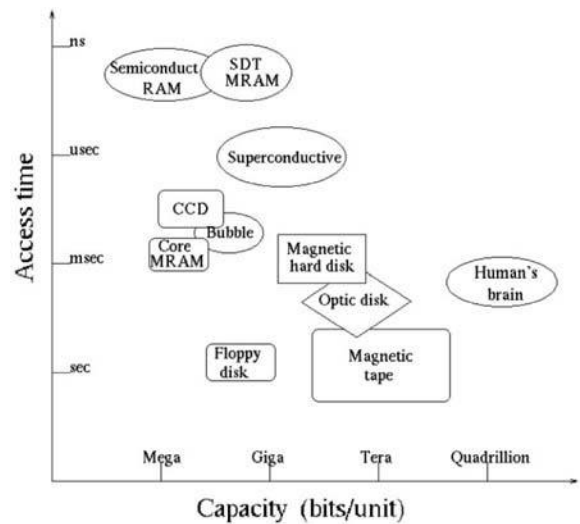 ns
Semiconduct
RAM
SDT
MRAM
usec
Superconductive
Access time
CCD
Bubble
Core
MRAM
msec
Magnetic
hard disk
Human's
brain
Optic disk
Floppy
disk
sec
Magnetic
tape
Mega
Giga
Tera
Quadrillion
Capacity (bits/unit)